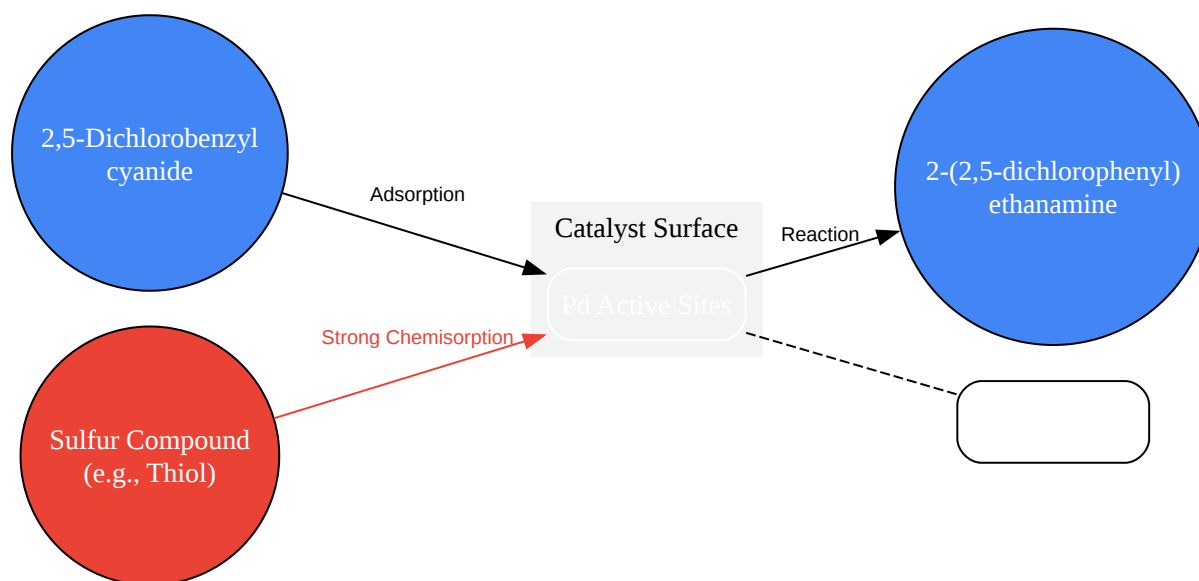 2,5-Dichlorobenzyl
cyanide
Adsorption
Catalyst Surface
Pd Active Sites
Reaction
2-(2,5-dichlorophenyl)
ethanamine
Strong Chemisorption
Sulfur Compound
(e.g., Thiol)